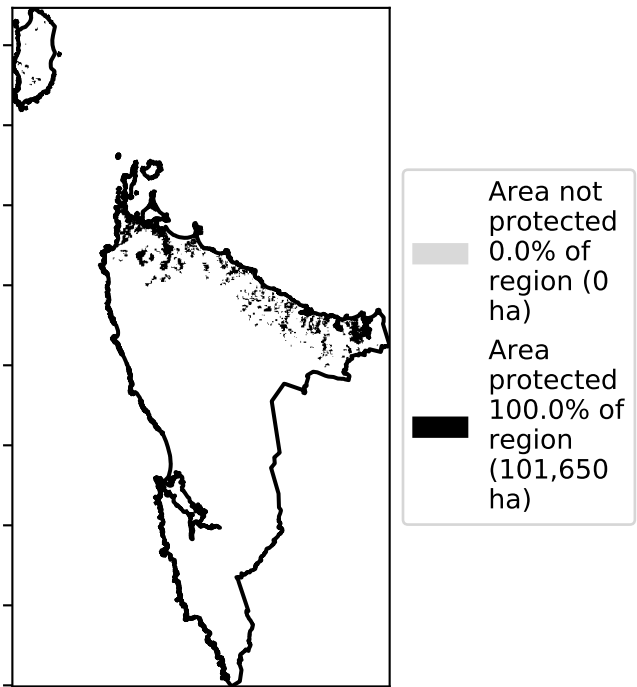 Area not
protected
0.0% of
region (0
ha)
Area
protected
100.0% of
region
(101,650
ha)